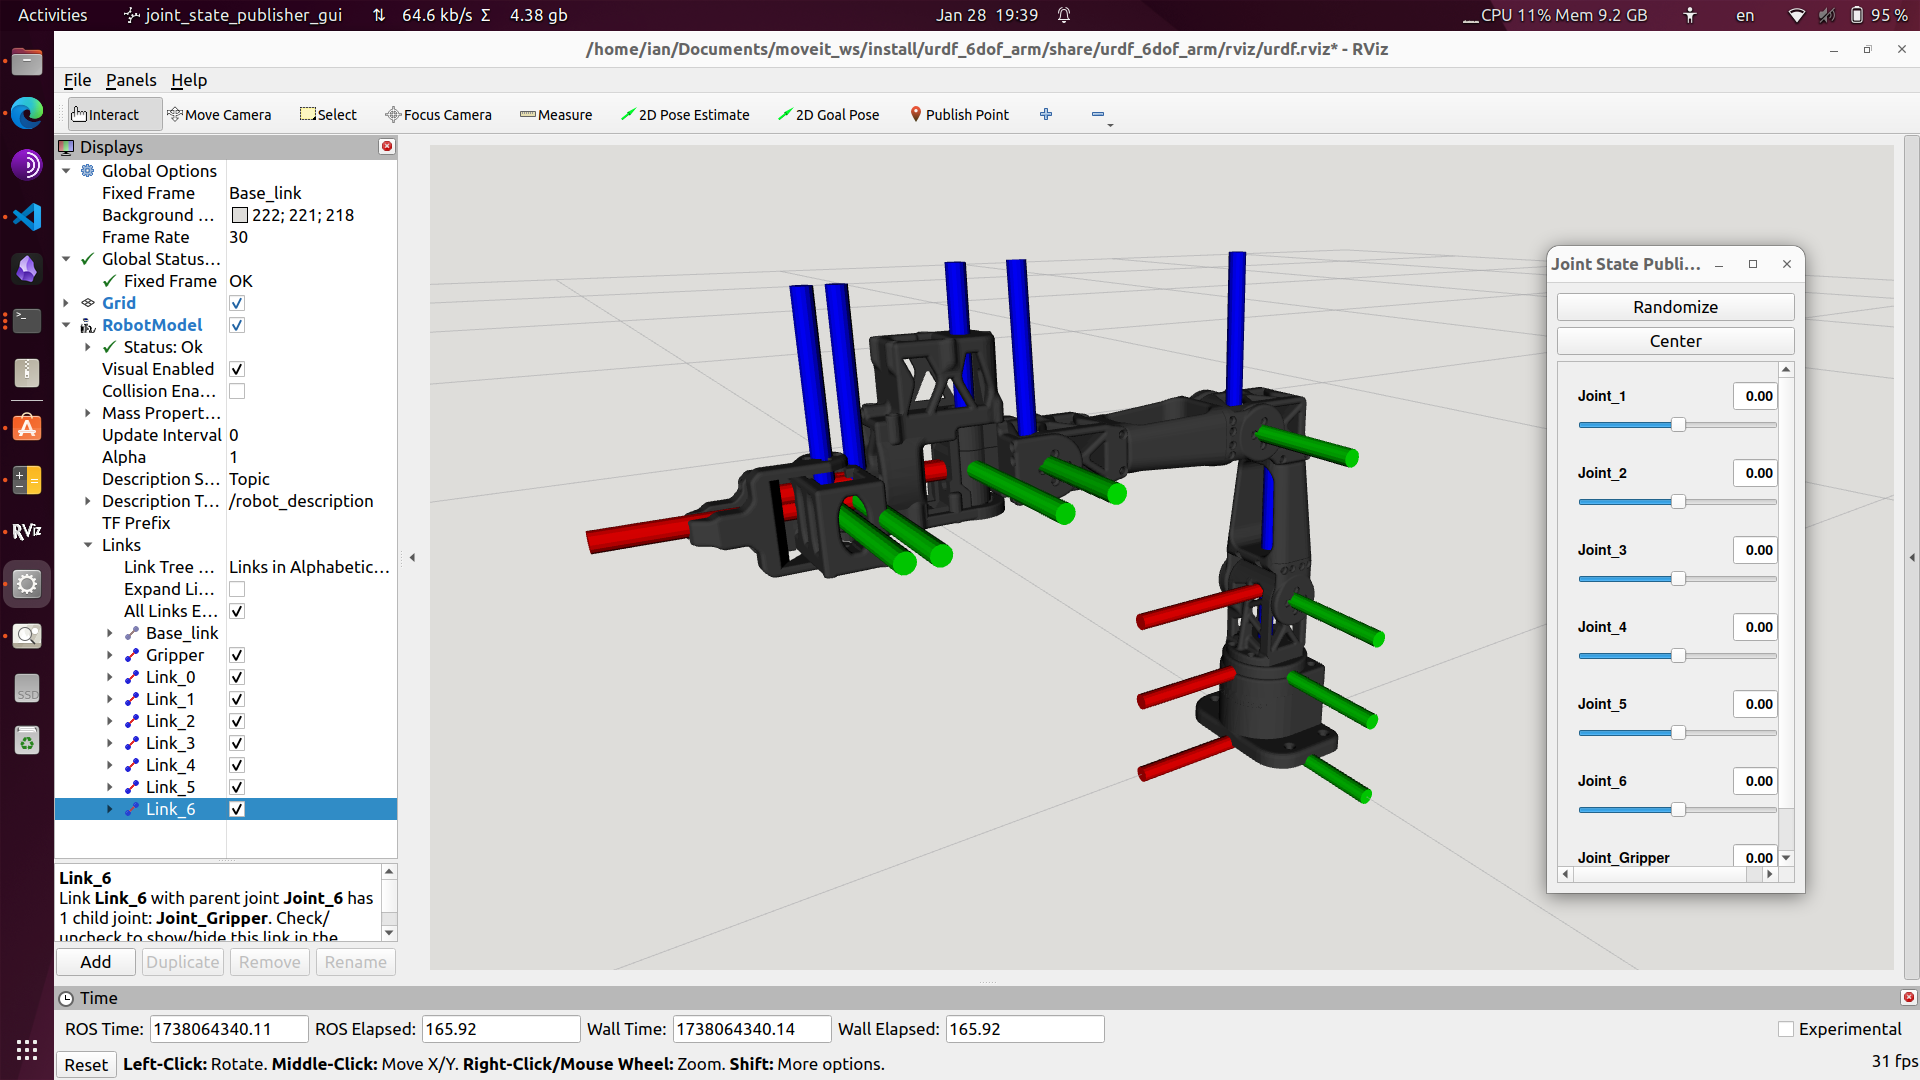 Activities
joint_state_publisher_gui
64.6 kb/s Σ 4.38 gb
Jan 28 19:39
CPU 11% Mem 9.2 GB
en
95 %
/home/ian/Documents/moveit_ws/install/urdf_6dof_arm/share/urdf_6dof_arm/rviz/urdf.rviz* - RViz
File Panels Help
Interact
Move Camera
Select
Focus Camera
Measure
2D Pose Estimate
2D Goal Pose
Publish Point
Displays
Global Options
Fixed Frame Base_link
Background ... 222; 221; 218
Frame Rate 30
Global Status...
Fixed Frame OK
Grid
RobotModel
Status: Ok
Visual Enabled
Collision Ena...
Mass Propert...
Update Interval 0
Alpha 1
Description S... Topic
Description T... /robot_description
TF Prefix
Links
Link Tree ... Links in Alphabetic...
Expand Li...
All Links E...
Base_link
Gripper
Link_0
Link_1
Link_2
Link_3
Link_4
Link_5
Link_6
Link_6
Link Link_6 with parent joint Joint_6 has
1 child joint: Joint_Gripper. Check/
uncheck to show/hide this link in the
Add Duplicate Remove Rename
RViz
SSD
Joint State Publi...
Randomize
Center
Joint_1 0.00
Joint_2 0.00
Joint_3 0.00
Joint_4 0.00
Joint_5 0.00
Joint_6 0.00
Joint_Gripper 0.00
Time
ROS Time: 1738064340.11 ROS Elapsed: 165.92 Wall Time: 1738064340.14 Wall Elapsed: 165.92 Experimental
Reset Left-Click: Rotate. Middle-Click: Move X/Y. Right-Click/Mouse Wheel: Zoom. Shift: More options. 31 fps